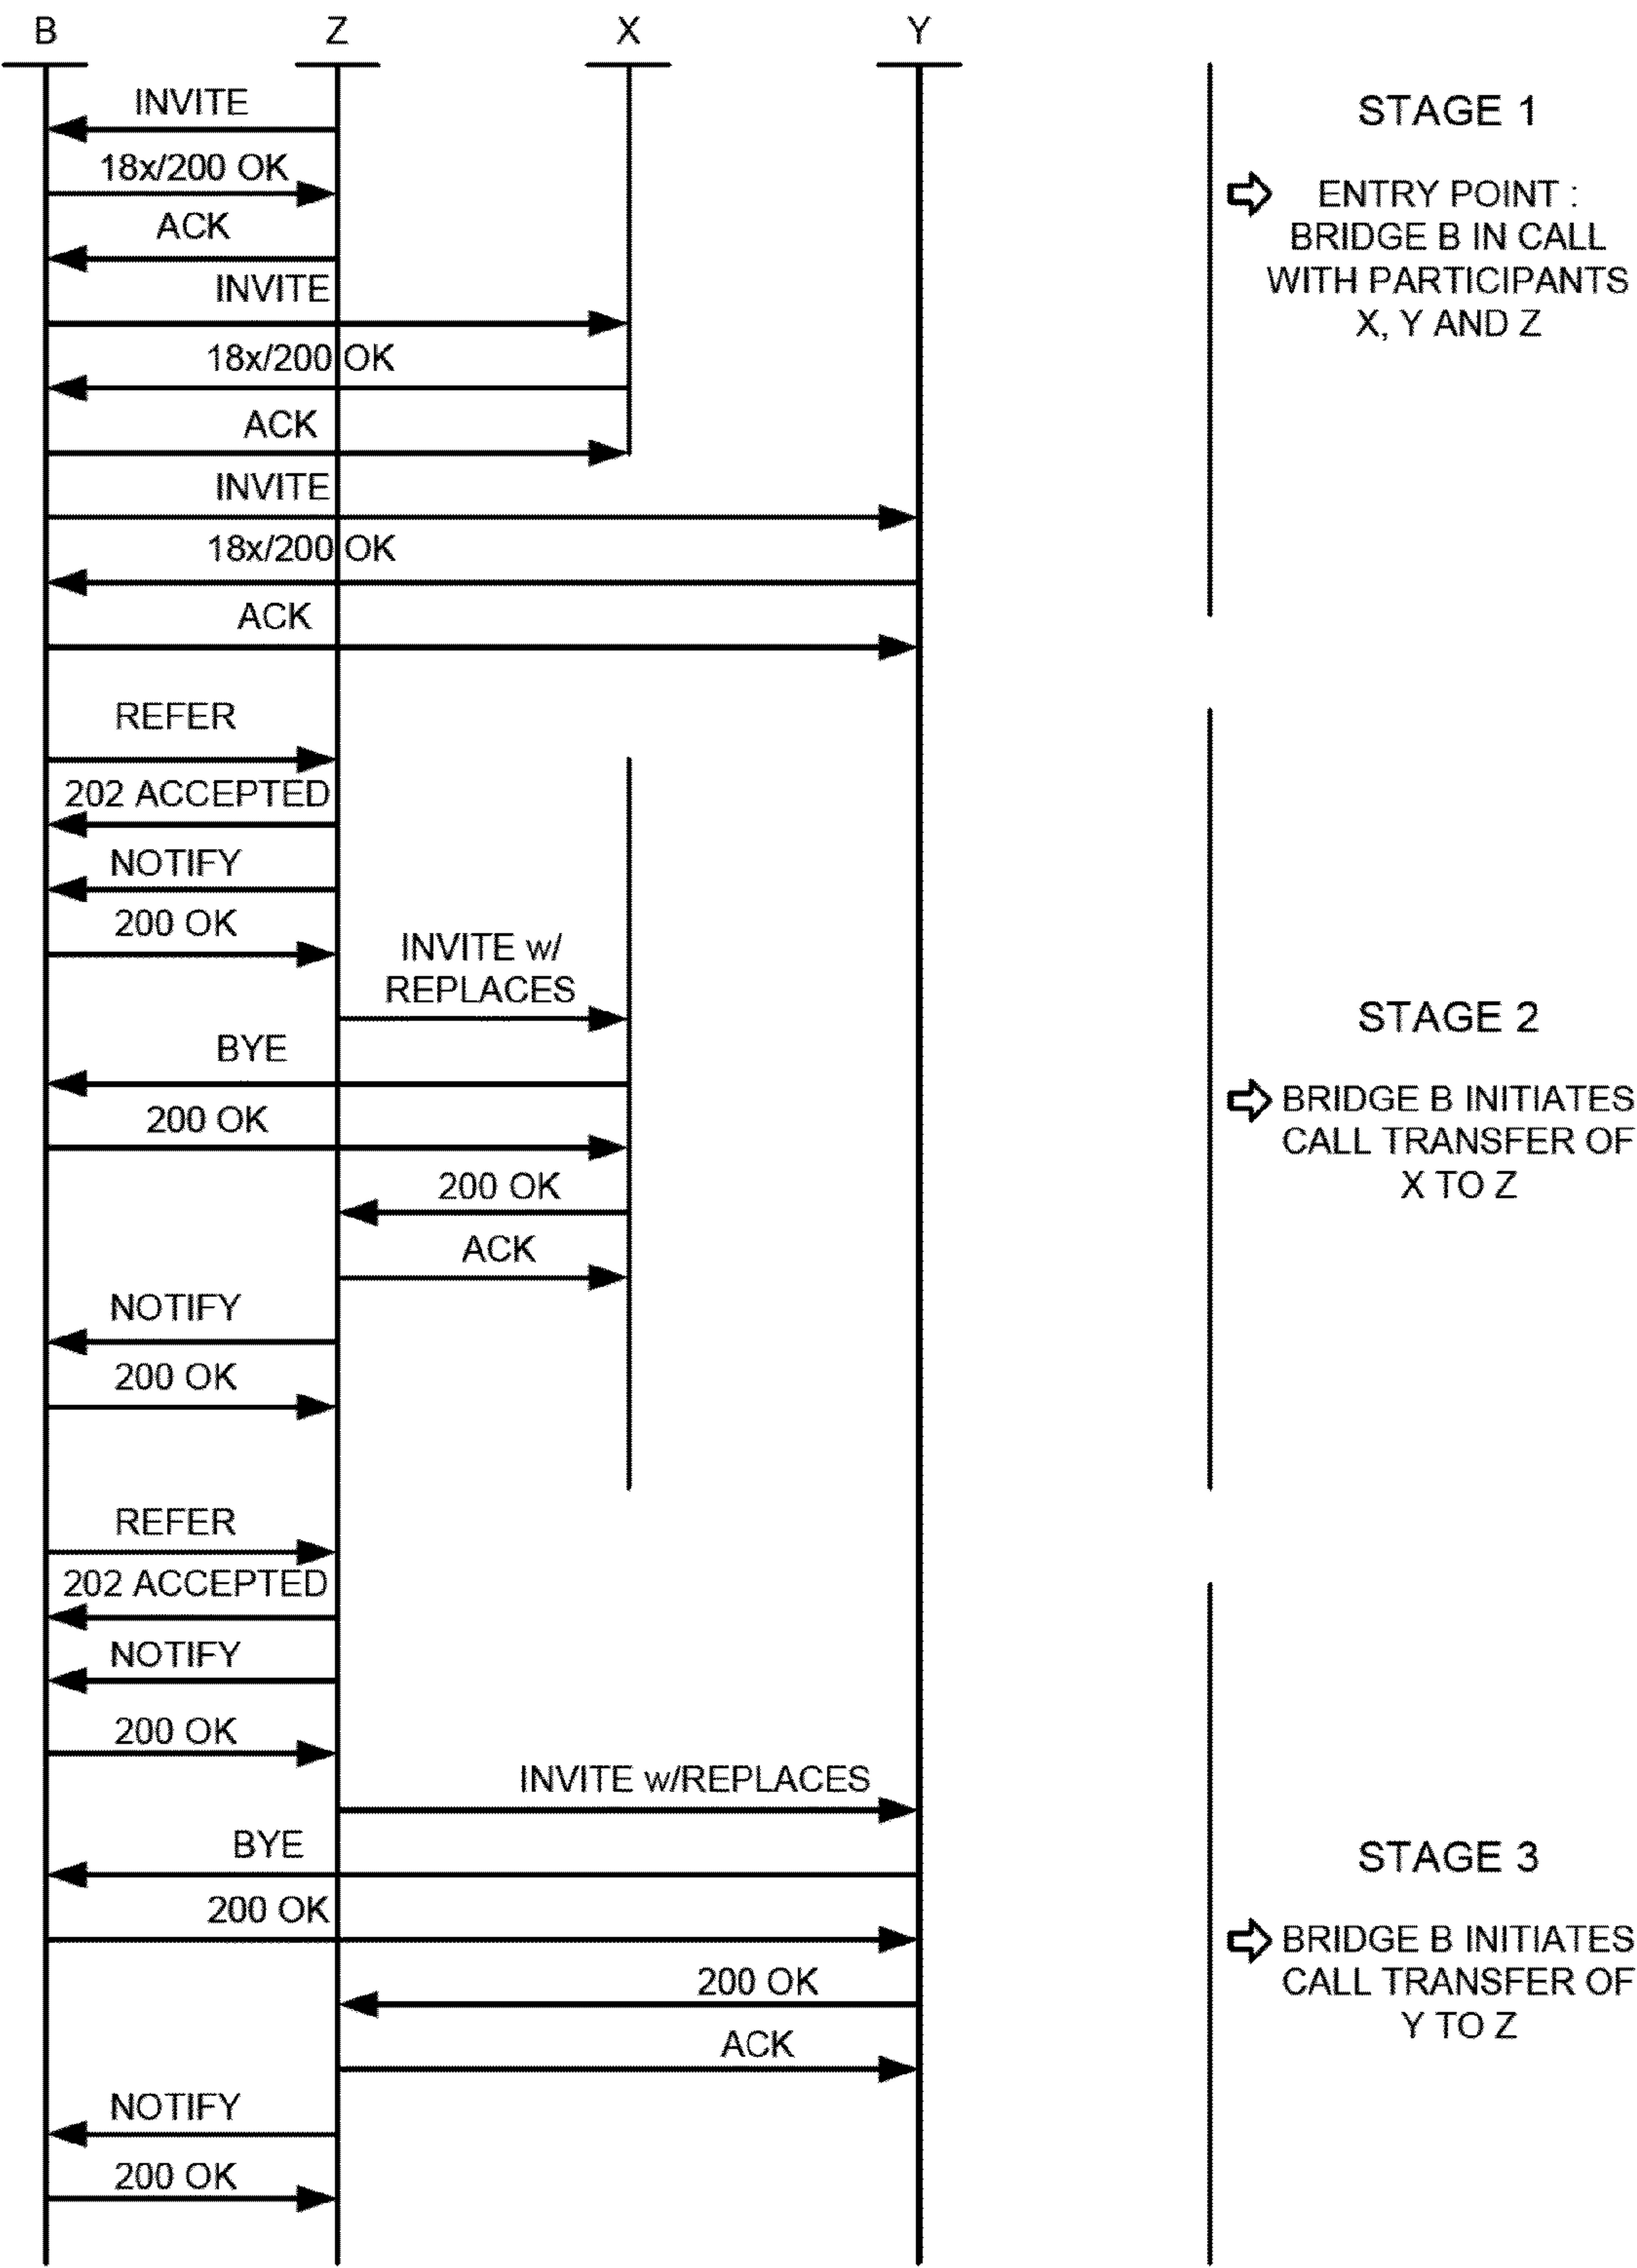 B
Z
X
Y
INVITE
18x/200 OK
ACK
INVITE
18x/200 OK
ACK
INVITE
18x/200 OK
ACK
STAGE 1
ENTRY POINT :
BRIDGE B IN CALL
WITH PARTICIPANTS
X, Y AND Z
REFER
202 ACCEPTED
NOTIFY
200 OK
INVITE w/
REPLACES
BYE
200 OK
200 OK
ACK
NOTIFY
200 OK
STAGE 2
BRIDGE B INITIATES
CALL TRANSFER OF
X TO Z
REFER
202 ACCEPTED
NOTIFY
200 OK
INVITE w/REPLACES
BYE
200 OK
200 OK
ACK
NOTIFY
200 OK
STAGE 3
BRIDGE B INITIATES
CALL TRANSFER OF
Y TO Z